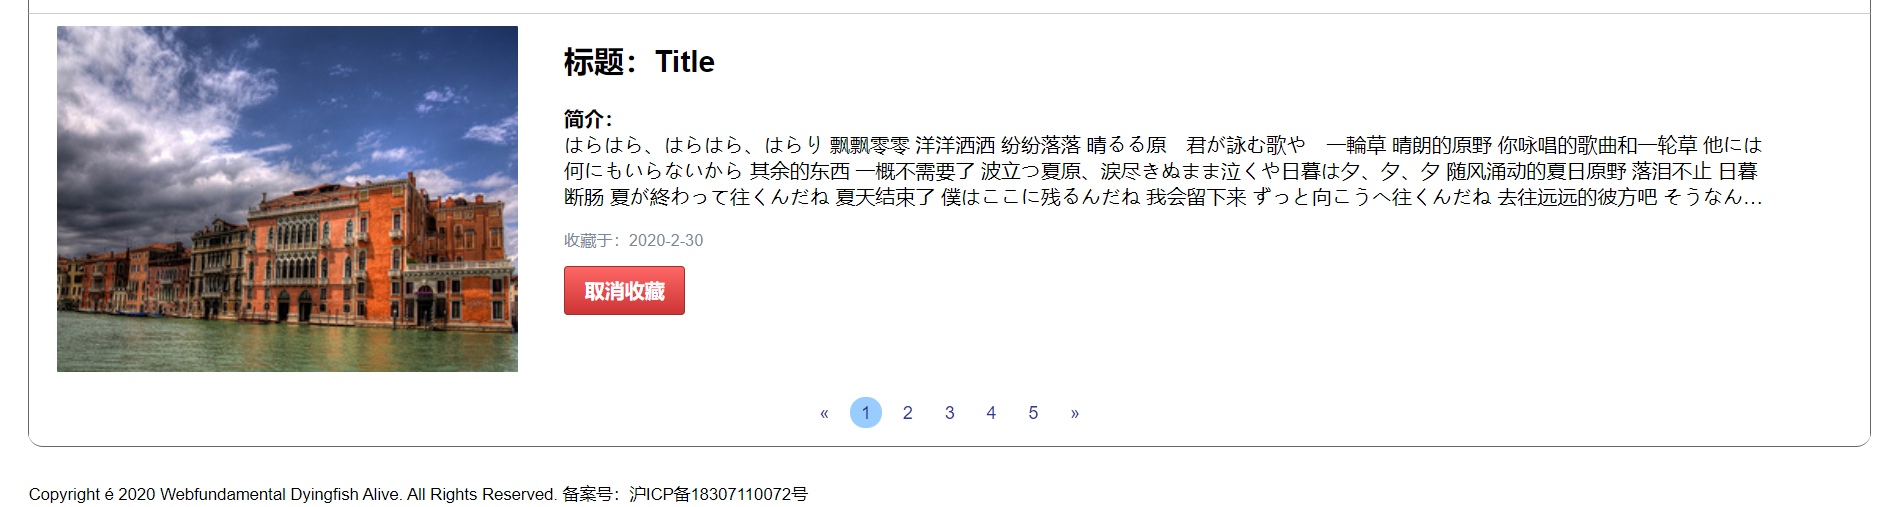 标题：Title
简介：
はらはら、はらはら、はらり 飘飘零零 洋洋洒洒 纷纷落落 晴るる原　君が詠む歌や　一輪草 晴朗的原野 你咏唱的歌曲和一轮草 他には
何にもいらないから 其余的东西 一概不需要了 波立つ夏原、涙尽きぬまま泣くや日暮は夕、夕、夕 随风涌动的夏日原野 落泪不止 日暮
断肠 夏が終わって往くんだね 夏天结束了 僕はここに残るんだね 我会留下来 ずっと向こうへ往くんだね 去往远远的彼方吧 そうなん...
收藏于：2020-2-30
取消收藏
« 1 2 3 4 5 »
Copyright é 2020 Webfundamental Dyingfish Alive. All Rights Reserved. 备案号：沪ICP备18307110072号